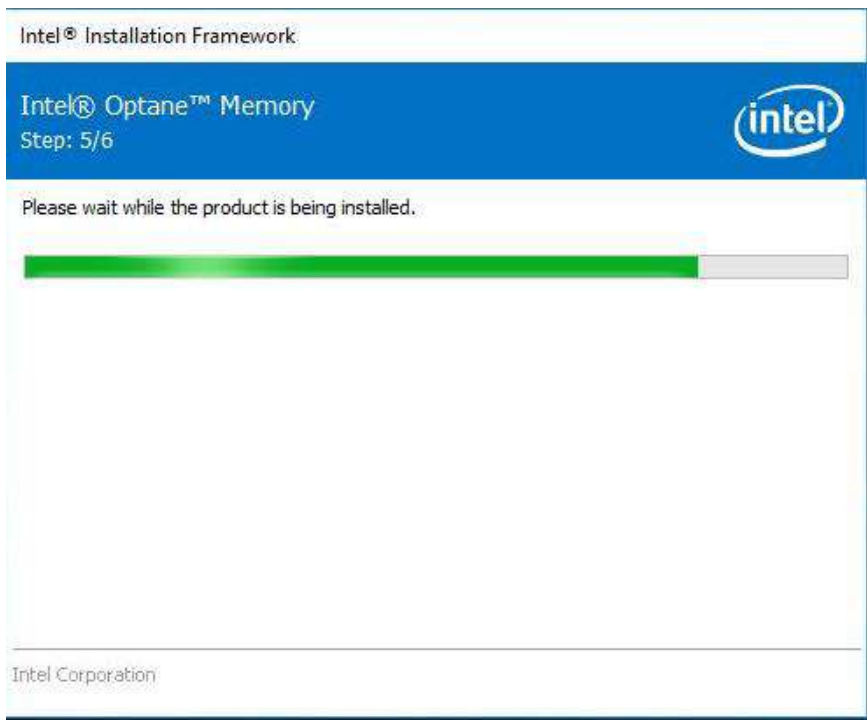 Intel® Installation Framework
Intel® Optane™ Memory
Step: 5/6
intel
Please wait while the product is being installed.
Intel Corporation